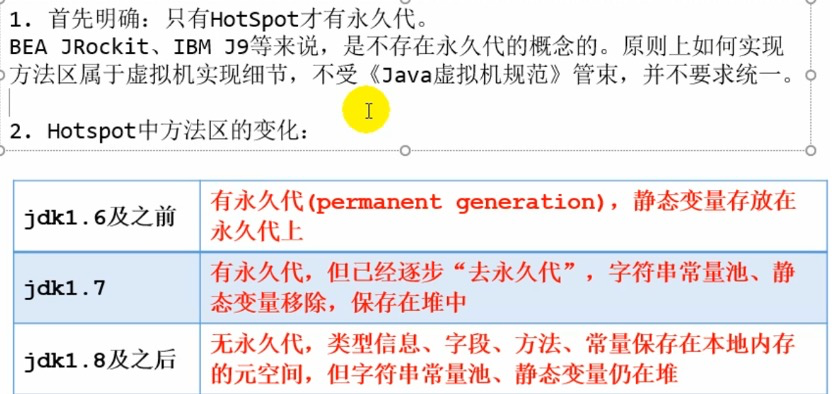 1. 首先明确：只有HotSpot才有永久代。
BEA JRockit、IBM J9等来说，是不存在永久代的概念的。原则上如何实现
方法区属于虚拟机实现细节，不受《Java虚拟机规范》管束，并不要求统一。
2. Hotspot中方法区的变化：
jdk1.6及之前
有永久代(permanent generation)，静态变量存放在
永久代上
jdk1.7
有永久代，但已经逐步“去永久代”，字符串常量池、静
态变量移除，保存在堆中
jdk1.8及之后
无永久代，类型信息、字段、方法、常量保存在本地内存
的元空间，但字符串常量池、静态变量仍在堆